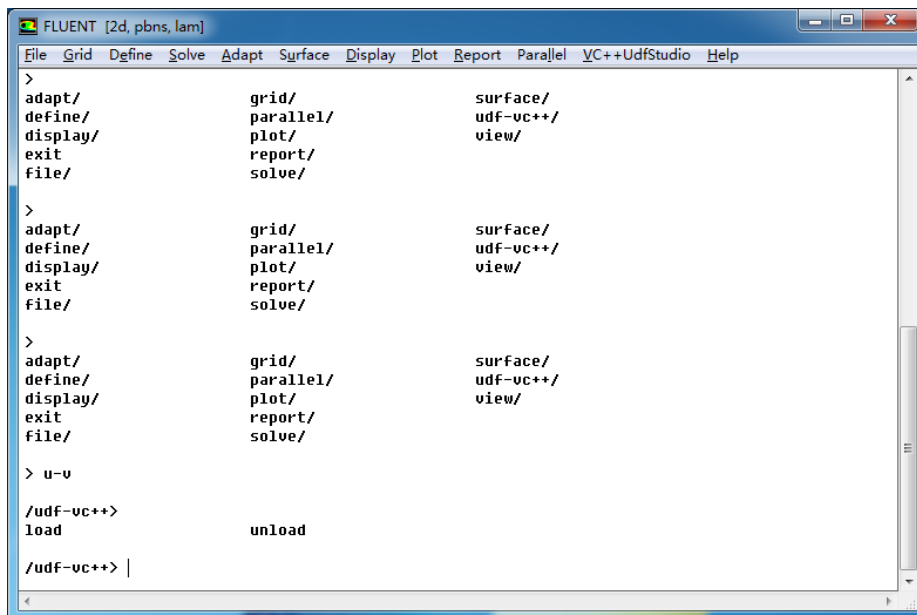 FLUENT [2d, pbns, lam]
File Grid Define Solve Adapt Surface Display Plot Report Parallel VC++UdfStudio Help
>
adapt/ grid/ surface/
define/ parallel/ udf-vc++/
display/ plot/ view/
exit report/
file/ solve/
>
adapt/ grid/ surface/
define/ parallel/ udf-vc++/
display/ plot/ view/
exit report/
file/ solve/
>
adapt/ grid/ surface/
define/ parallel/ udf-vc++/
display/ plot/ view/
exit report/
file/ solve/
> u-v
/udf-vc++>
load unload
/udf-vc++>